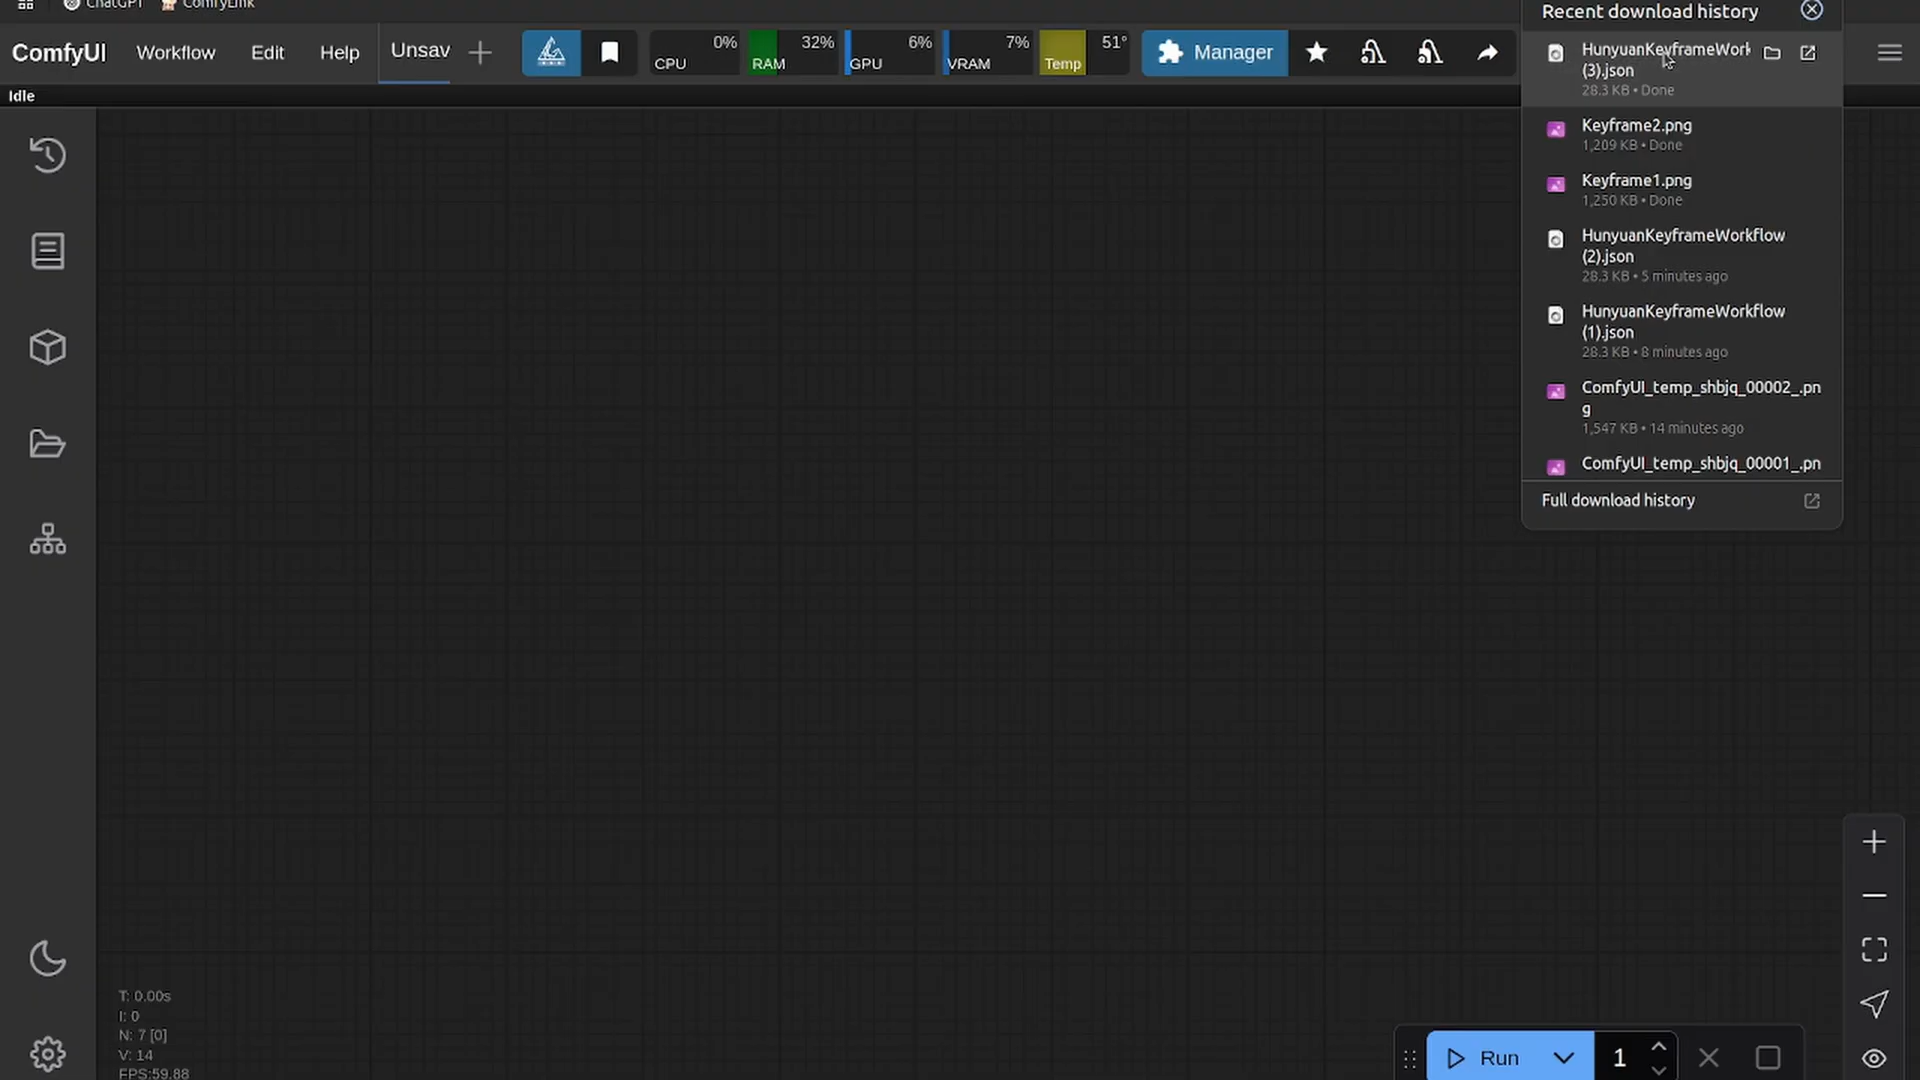 ChatGPT ComfyLink
Recent download history
ComfyUI Workflow Edit Help Unsav
CPU 0% RAM 32% GPU 6% VRAM 7% Temp 51°
Manager
Idle
HunyuanKeyframeWork
(3).json
28.3 KB • Done
Keyframe2.png
1,209 KB • Done
Keyframe1.png
1,250 KB • Done
HunyuanKeyframeWorkflow
(2).json
28.3 KB • 5 minutes ago
HunyuanKeyframeWorkflow
(1).json
28.3 KB • 8 minutes ago
ComfyUI_temp_shbjq_00002_.pn
g
1,547 KB • 14 minutes ago
ComfyUI_temp_shbjq_00001_.pn
Full download history
T: 0.00s
I: 0
N: 7 [0]
V: 14
FPS:59.88
Run 1